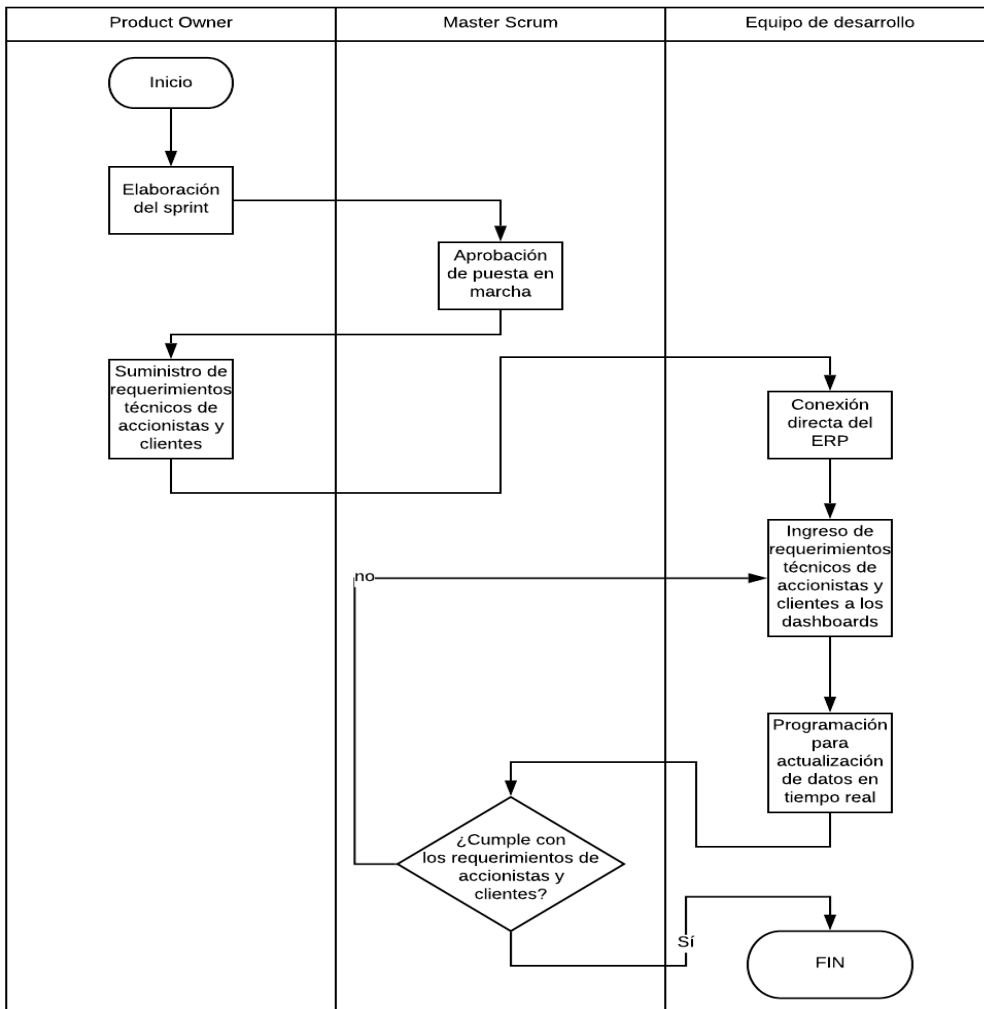 Product Owner
Master Scrum
Equipo de desarrollo
Inicio
Elaboración
del sprint
Aprobación
de puesta en
marcha
Suministro de
requerimientos
técnicos de
accionistas y
clientes
Conexión
directa del
ERP
Ingreso de
requerimientos
técnicos de
accionistas y
clientes a los
dashboards
no
Programación
para
actualización
de datos en
tiempo real
¿Cumple con
los requerimientos de
accionistas y
clientes?
Sí
FIN